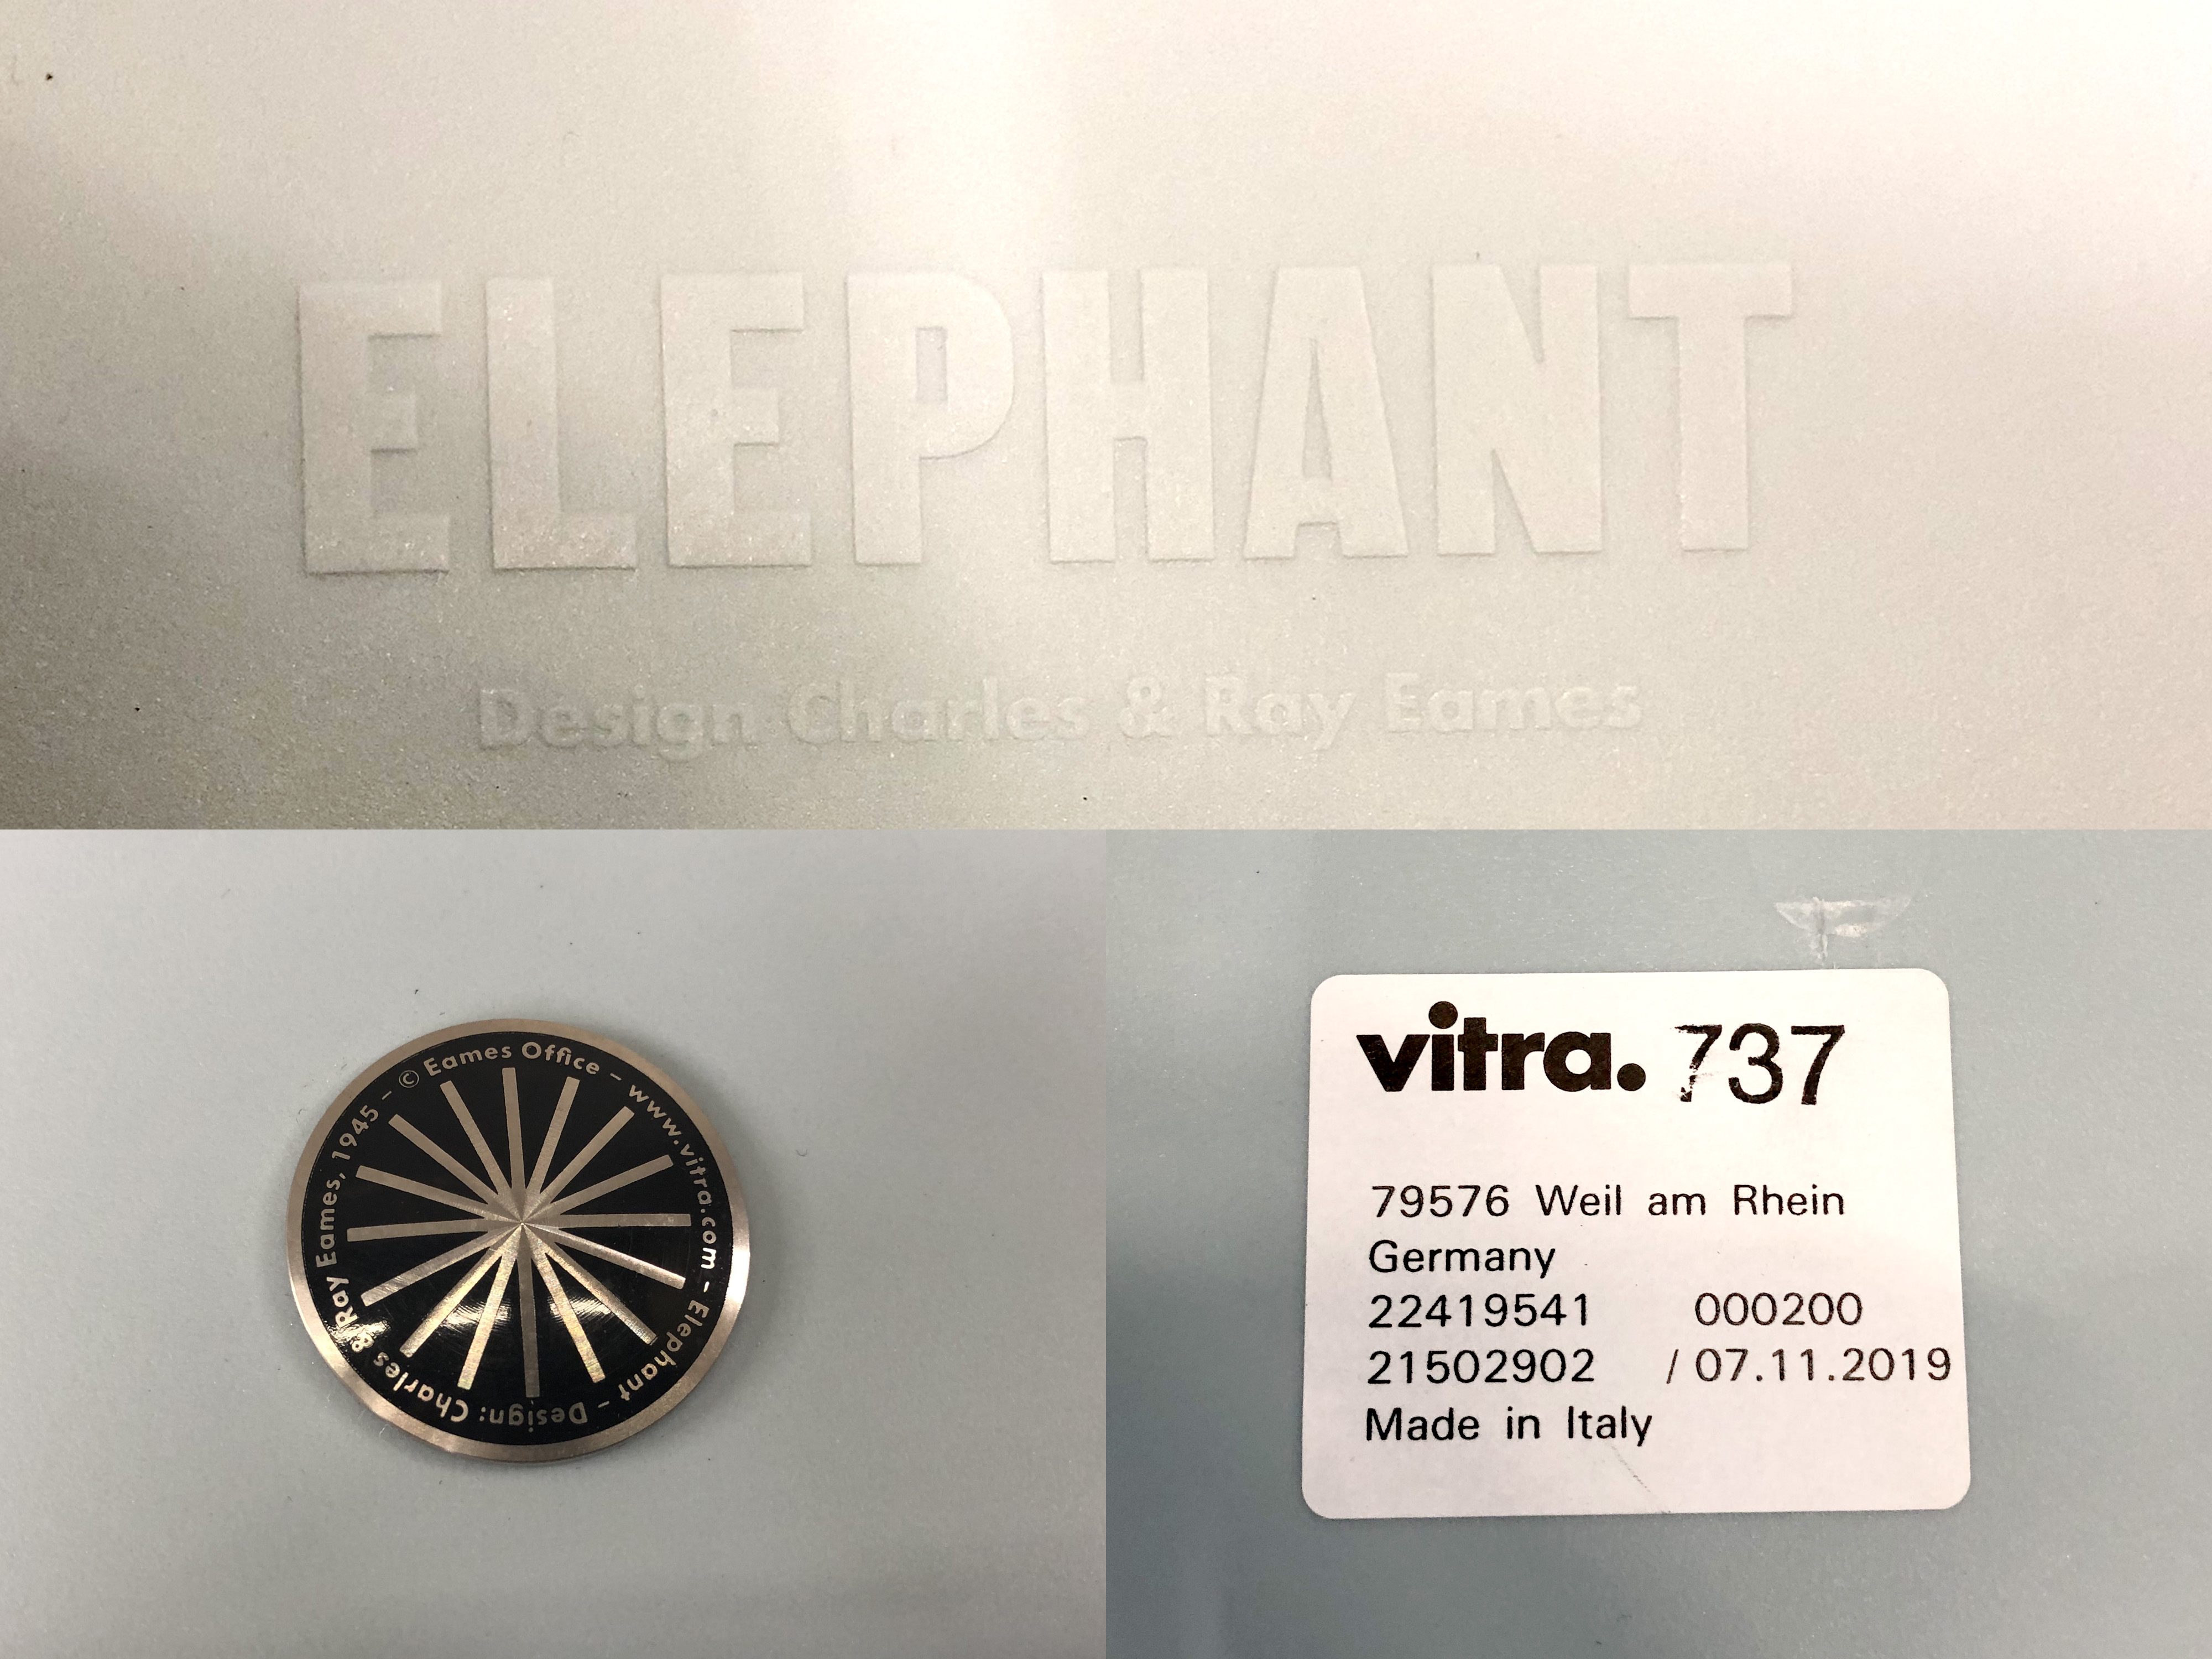 ELEPHANT
Design Charles & Ray Eames
© Eames Office – www.vitra.com – Elephant – Design: Charles & Ray Eames, 1945 –
vitra. 737
79576 Weil am Rhein
Germany
22419541 000200
21502902 / 07.11.2019
Made in Italy